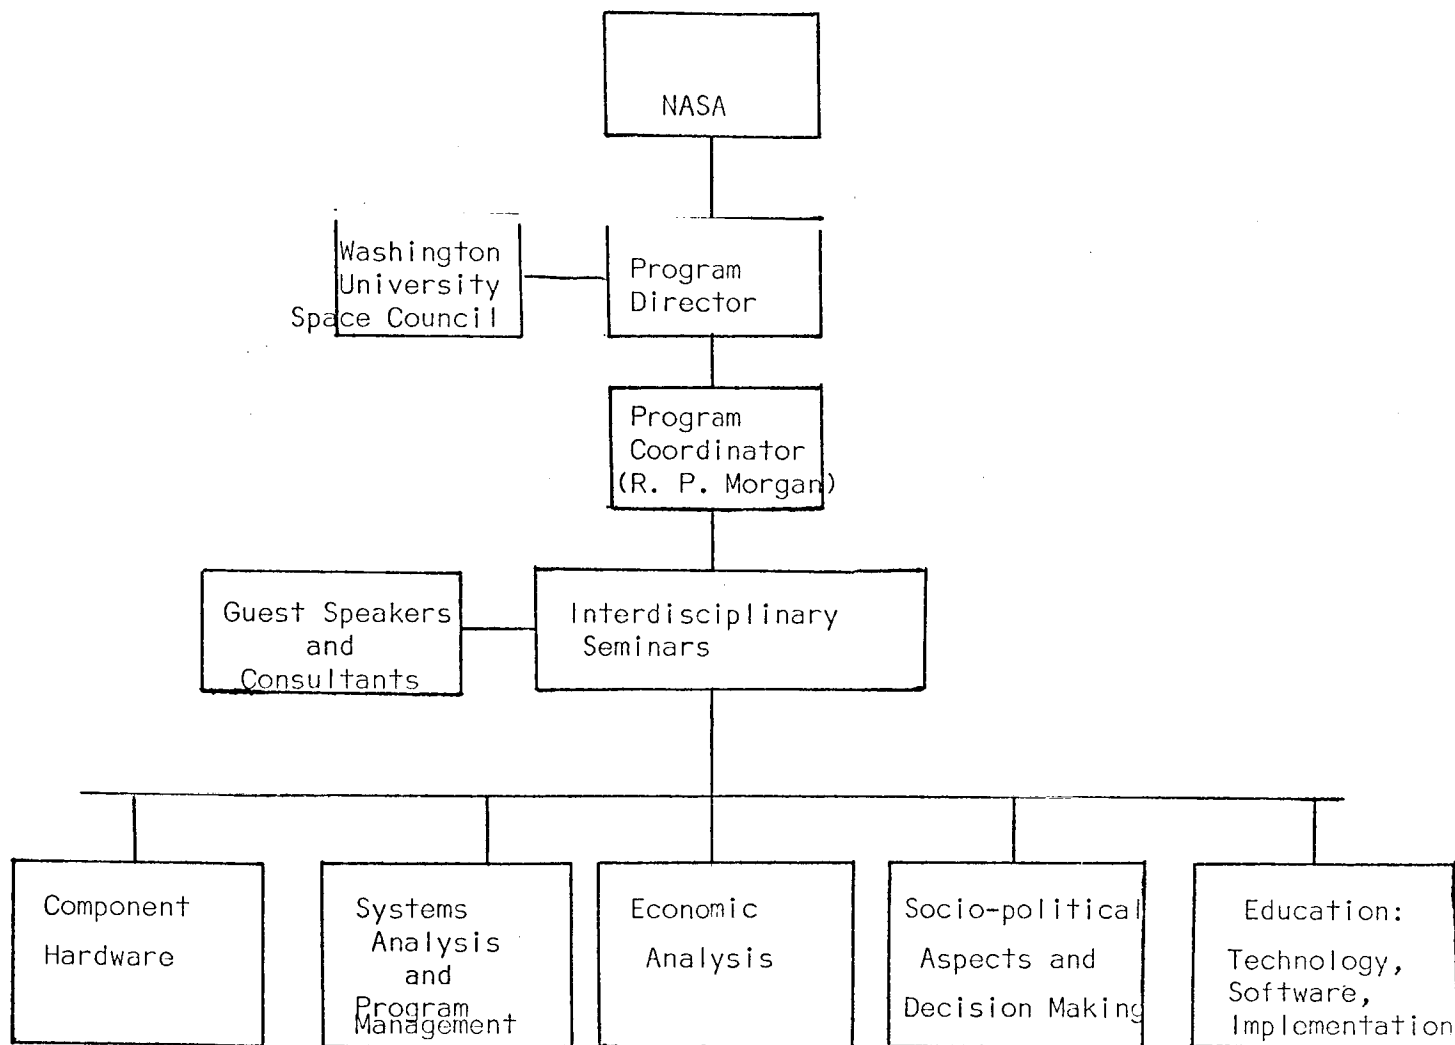 NASA
Washington
University
Space Council
Program
Director
Program
Coordinator
(R. P. Morgan)
Guest Speakers
and
Consultants
Interdisciplinary
Seminars
Component
Hardware
Systems
Analysis
and
Program
Management
Economic
Analysis
Socio-political
Aspects and
Decision Making
Education:
Technology,
Software,
Implementation